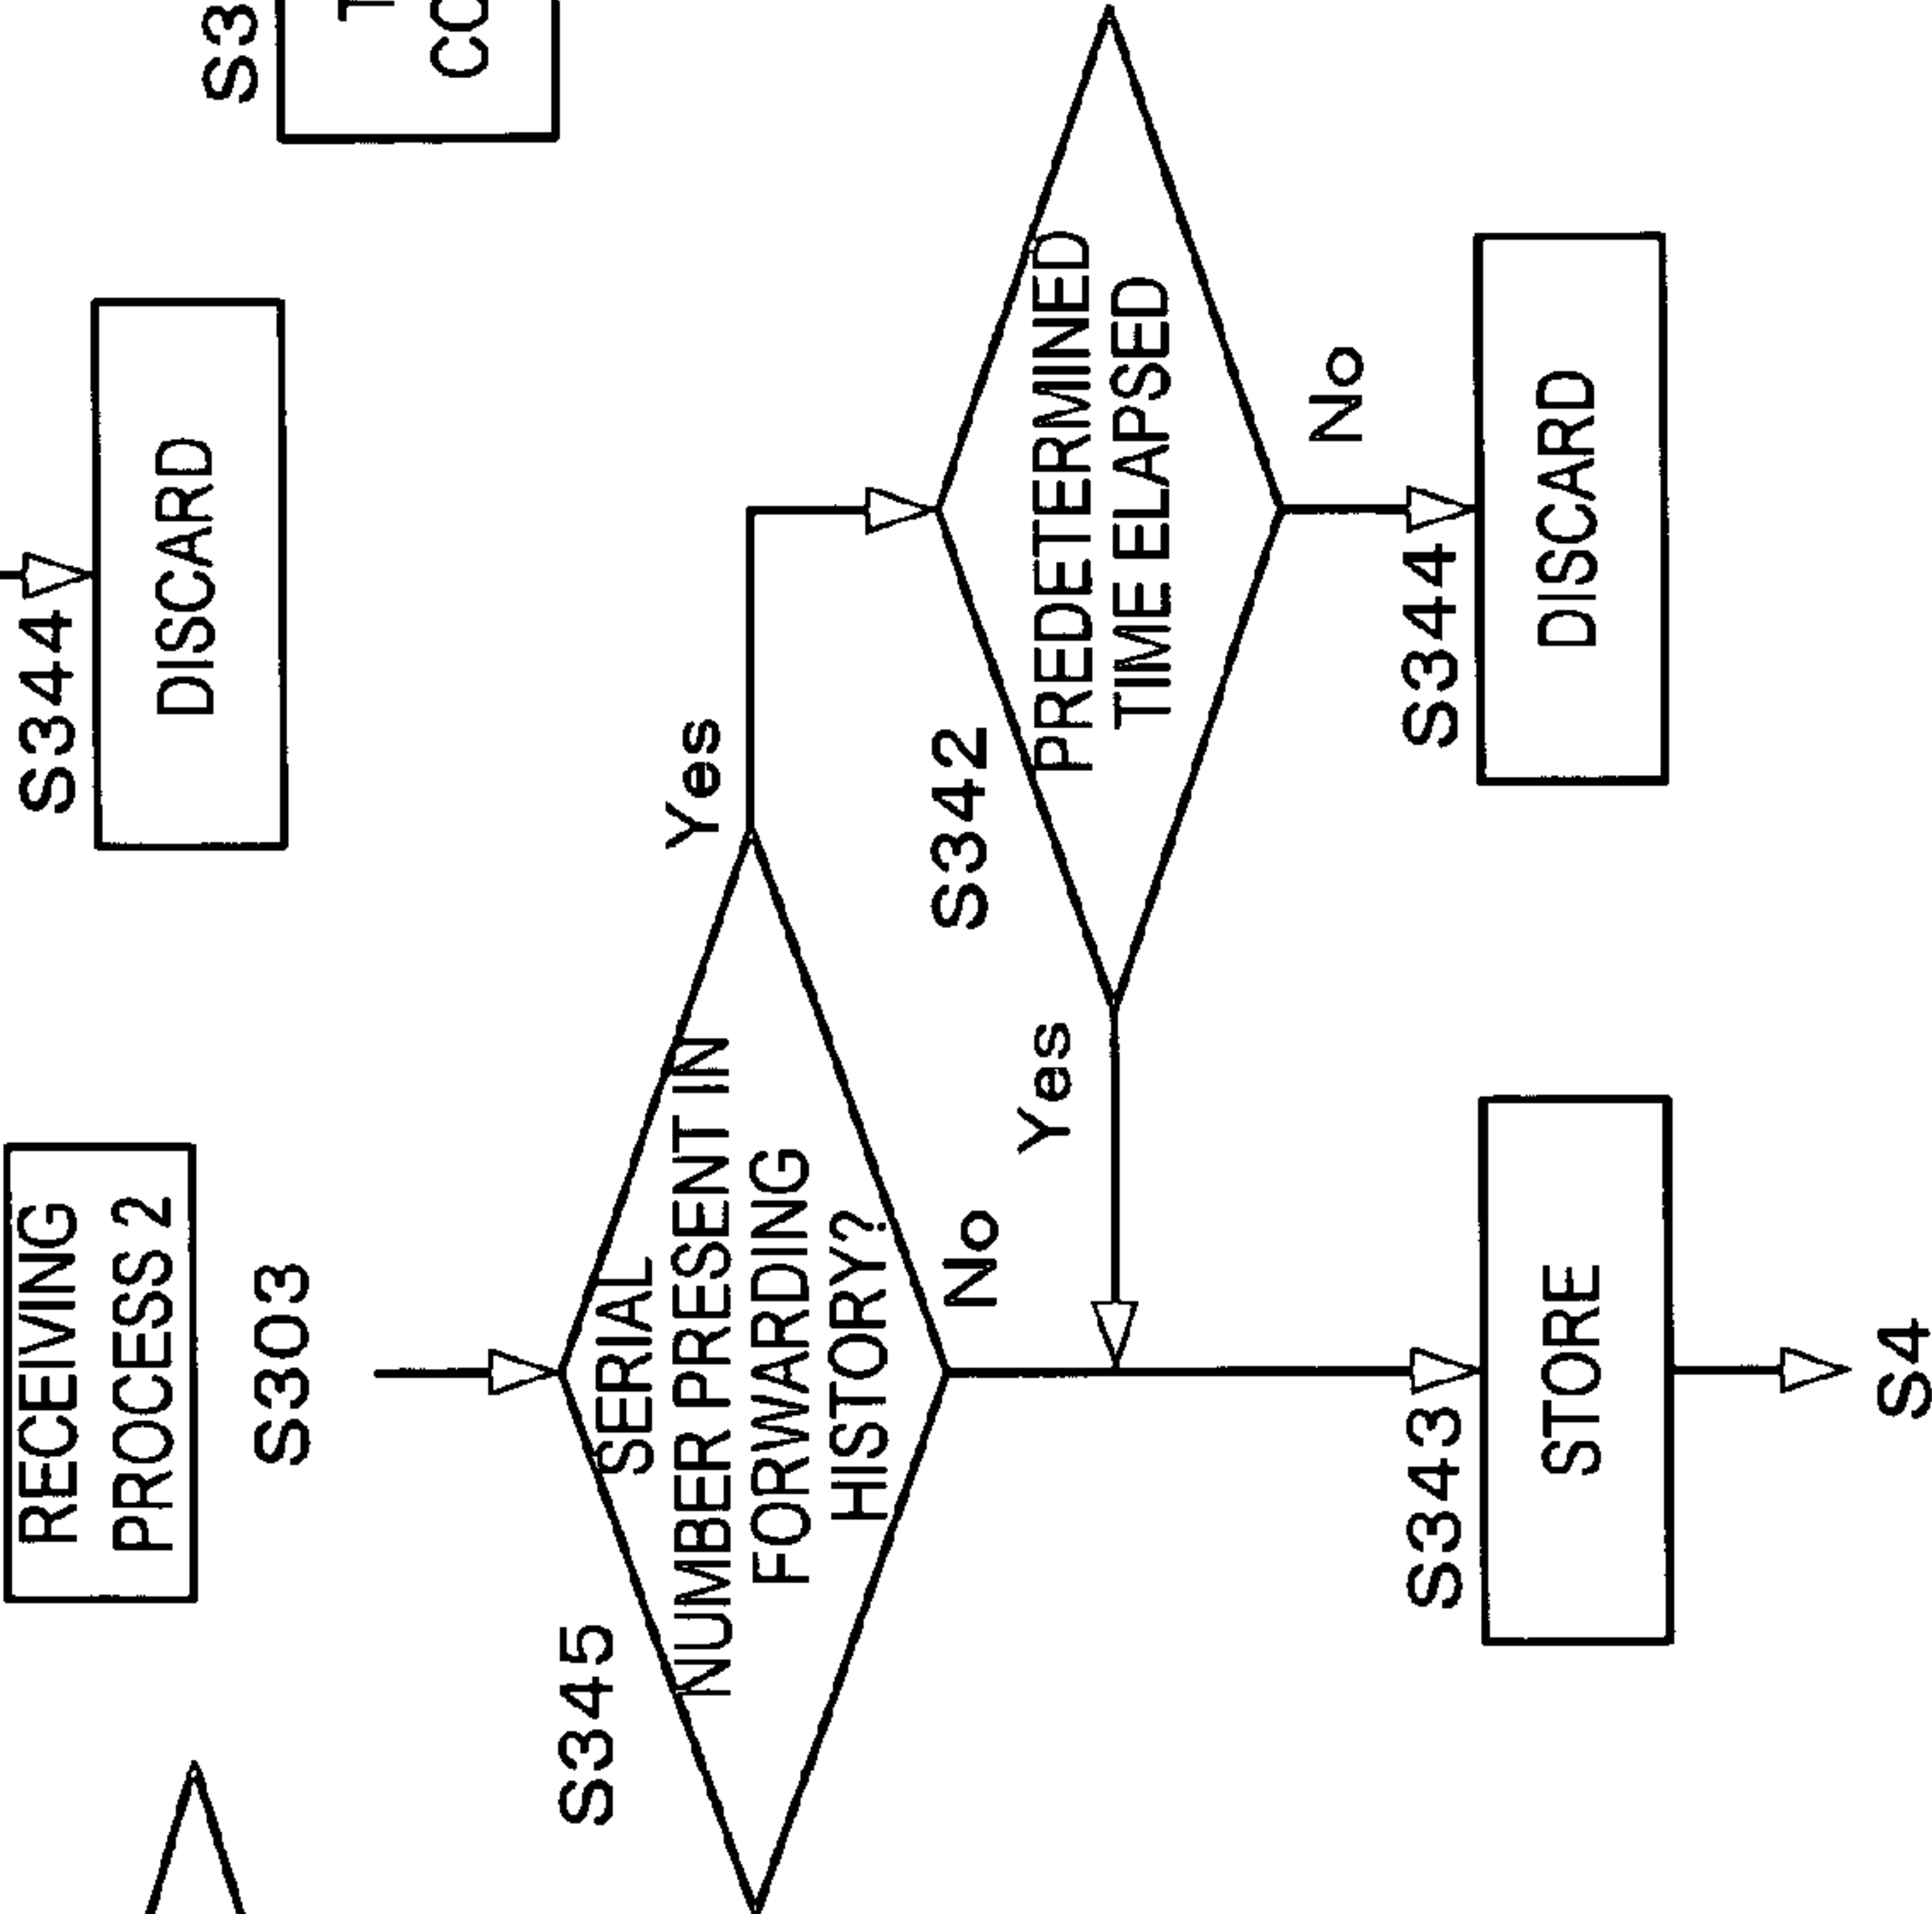 S344
DISCARD
S3
RECEIVING
PROCESS 2
S303
S345
SERIAL
NUMBER PRESENT IN
FORWARDING
HISTORY?
Yes
No
S342
PREDETERMINED
TIME ELAPSED
Yes
No
S343
STORE
S344
DISCARD
S4